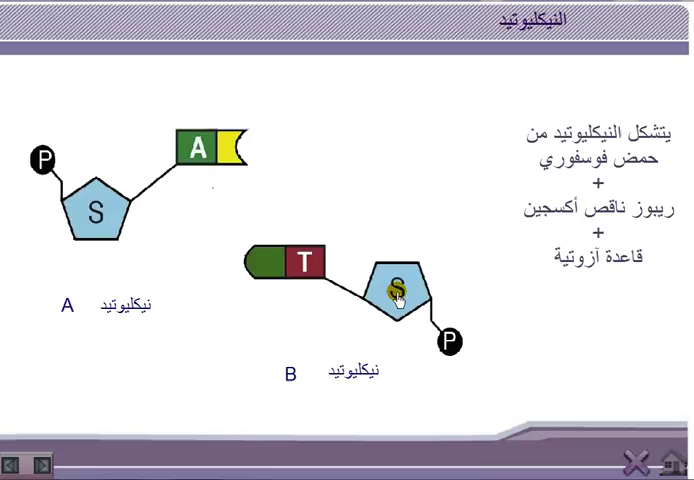 النيكليوتيد
يتشكل النيكليوتيد من
حمض فوسفوري
+
ريبوز ناقص أكسجين
+
قاعدة آزوتية
P
A
S
T
S
P
نيكليوتيد A
نيكليوتيد B